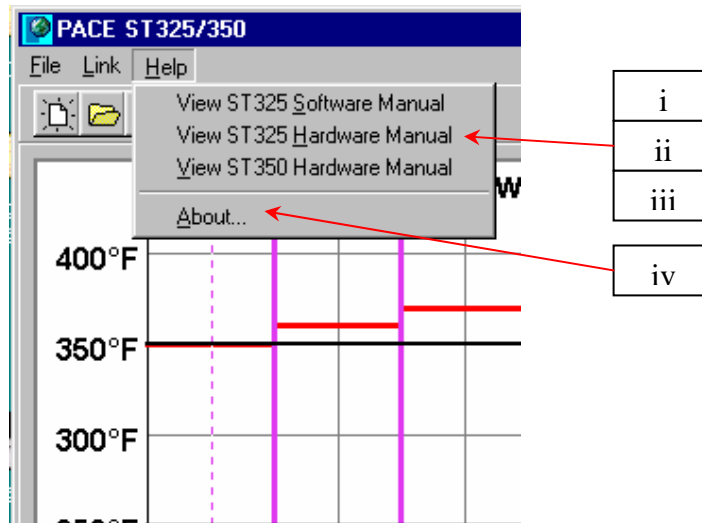 PACE ST325/350
File Link Help
View ST325 Software Manual
View ST325 Hardware Manual
View ST350 Hardware Manual
About...
i
ii
iii
iv
W
400°F
350°F
300°F